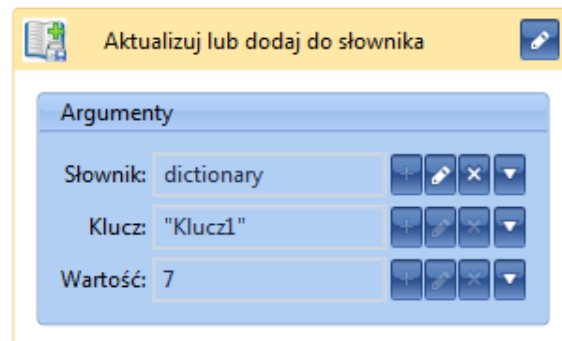 Aktualizuj lub dodaj do słownika
Argumenty
Słownik: dictionary
Klucz: "Klucz1"
Wartość: 7